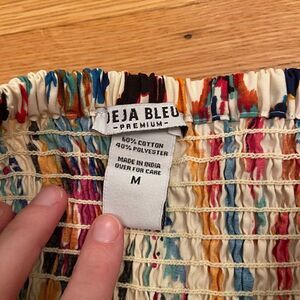 DEJA BLEU
-PREMIUM-
60% COTTON
40% POLYESTER
MADE IN INDIA
OVER FOR CARE
M